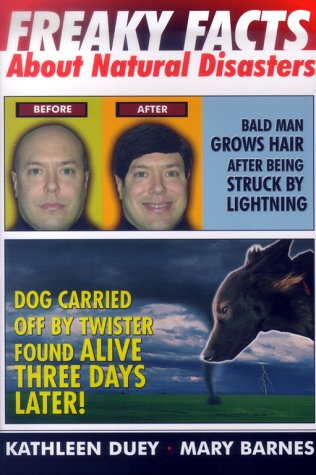 FREAKY FACTS
About Natural Disasters
BEFORE
AFTER
BALD MAN
GROWS HAIR
AFTER BEING
STRUCK BY
LIGHTNING
DOG CARRIED
OFF BY TWISTER
FOUND ALIVE
THREE DAYS
LATER!
KATHLEEN DUEY · MARY BARNES